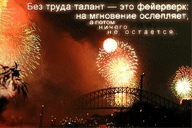 Без труда талант — это фейерверк:
на мгновение ослепляет,
а потом
ничего
не остается...